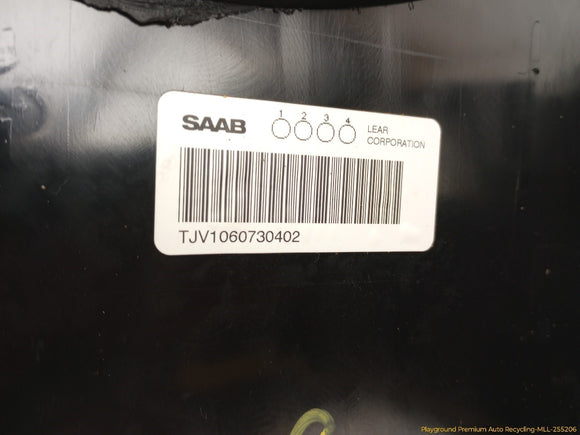 SAAB
1 2 3 4
LEAR
CORPORATION
TJV1060730402
Playground Premium Auto Recycling-MLL-255206